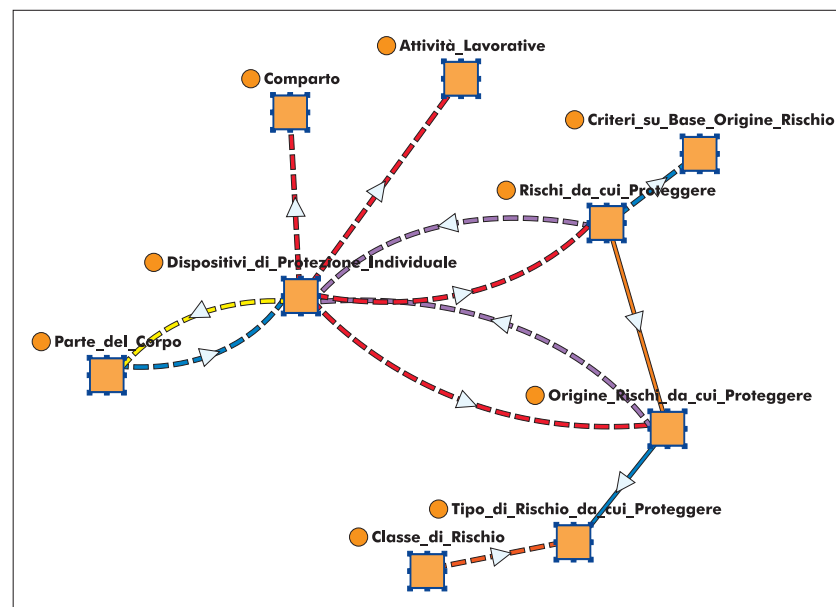 Attività_Lavorative
Comparto
Criteri_su_Base_Origine_Rischio
Rischi_da_cui_Proteggere
Dispositivi_di_Protezione_Individuale
Parte_del_Corpo
Origine_Rischi_da_cui_Proteggere
Tipo_di_Rischio_da_cui_Proteggere
Classe_di_Rischio